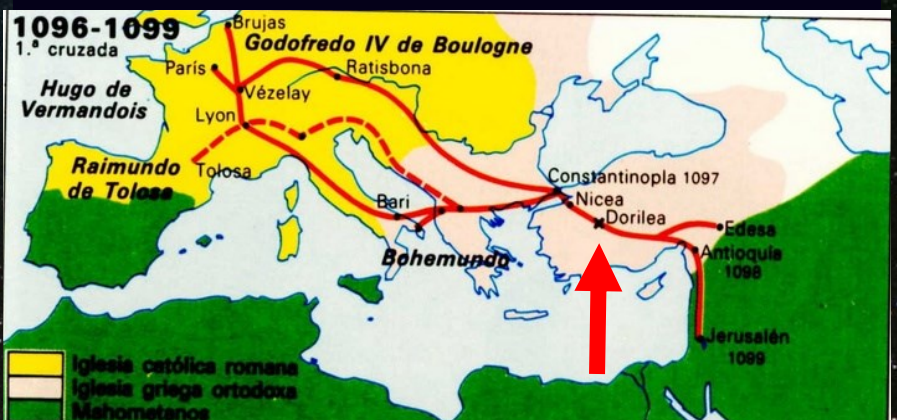 1096-1099
1.ª cruzada
Brujas
Godofredo IV de Boulogne
París
Ratisbona
Hugo de
Vermandois
Vézelay
Lyon
Raimundo
de Tolosa
Tolosa
Constantinopla 1097
Nicea
Bari
Dorilea
Edesa
Bohemundo
Antioquía
1098
Jerusalén
1099
Iglesia católica romana
Iglesia griega ortodoxa
Mahometanos